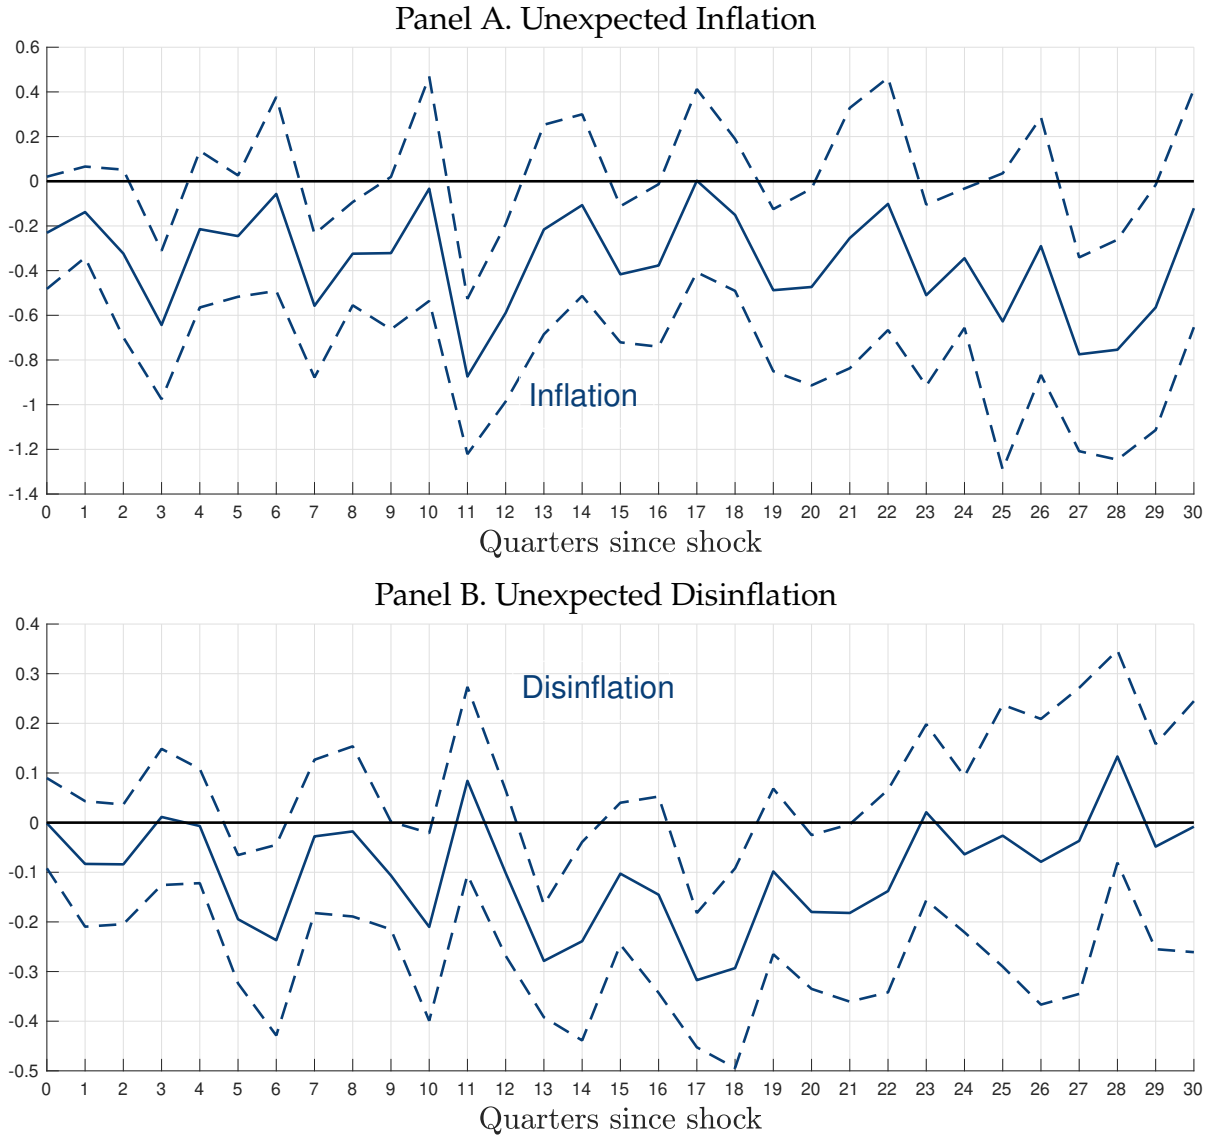 Panel A. Unexpected Inflation
0.6
0.4
0.2
0
-0.2
-0.4
-0.6
-0.8
-1
-1.2
-1.4
Inflation
0 1 2 3 4 5 6 7 8 9 10 11 12 13 14 15 16 17 18 19 20 21 22 23 24 25 26 27 28 29 30
Quarters since shock
Panel B. Unexpected Disinflation
0.4
0.3
0.2
0.1
0
-0.1
-0.2
-0.3
-0.4
-0.5
Disinflation
0 1 2 3 4 5 6 7 8 9 10 11 12 13 14 15 16 17 18 19 20 21 22 23 24 25 26 27 28 29 30
Quarters since shock